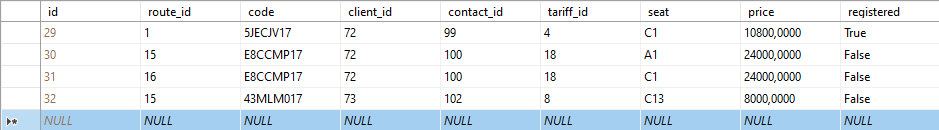 id route_id code client_id contact_id tariff_id seat price registered
29 1 5JECJV17 72 99 4 C1 10800,0000 True
30 15 E8CCMP17 72 100 18 A1 24000,0000 False
31 16 E8CCMP17 72 100 18 C1 24000,0000 False
32 15 43MLM017 73 102 8 C13 8000,0000 False
NULL NULL NULL NULL NULL NULL NULL NULL NULL